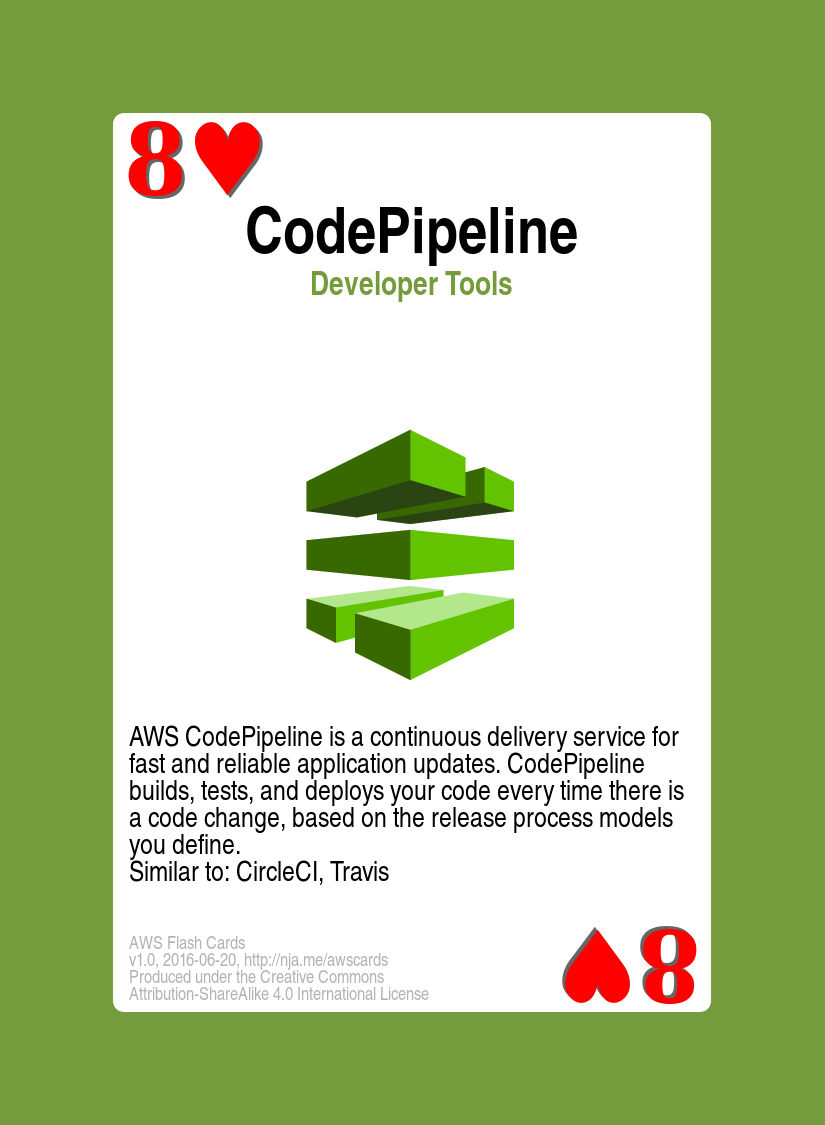 8♥
CodePipeline
Developer Tools
AWS CodePipeline is a continuous delivery service for
fast and reliable application updates. CodePipeline
builds, tests, and deploys your code every time there is
a code change, based on the release process models
you define.
Similar to: CircleCI, Travis
AWS Flash Cards
v1.0, 2016-06-20, http://nja.me/awscards
Produced under the Creative Commons
Attribution-ShareAlike 4.0 International License
8♥